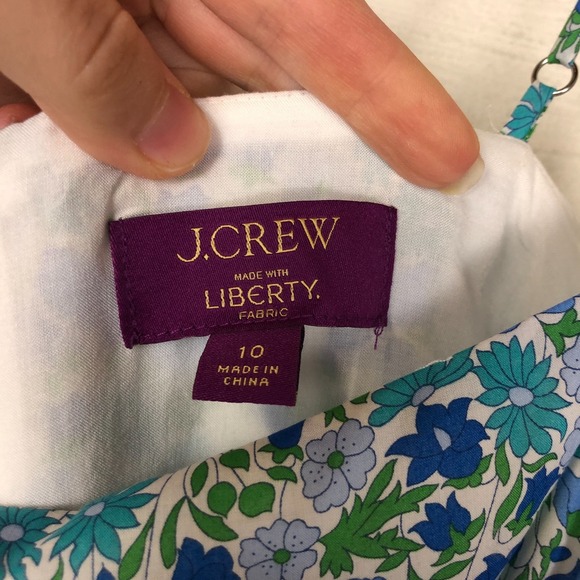 J.CREW
MADE WITH
LIBERTY.
FABRIC
10
MADE IN
CHINA